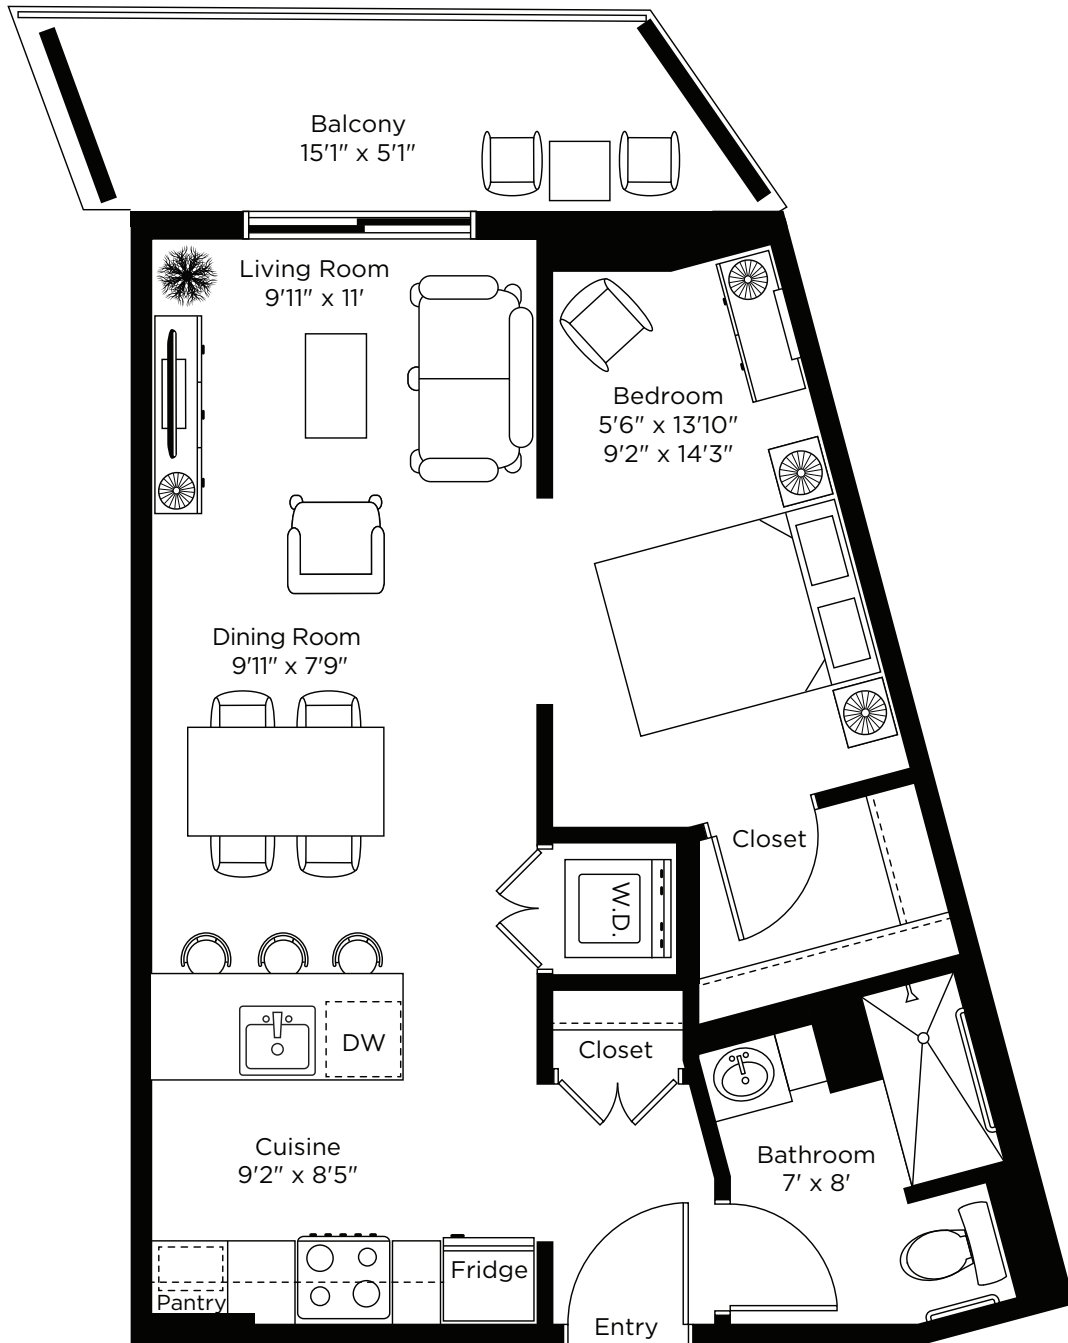 Balcony
15'1" x 5'1"
Living Room
9'11" x 11'
Bedroom
5'6" x 13'10"
9'2" x 14'3"
Dining Room
9'11" x 7'9"
Closet
W.D.
DW
Closet
Cuisine
9'2" x 8'5"
Bathroom
7' x 8'
Fridge
Pantry
Entry